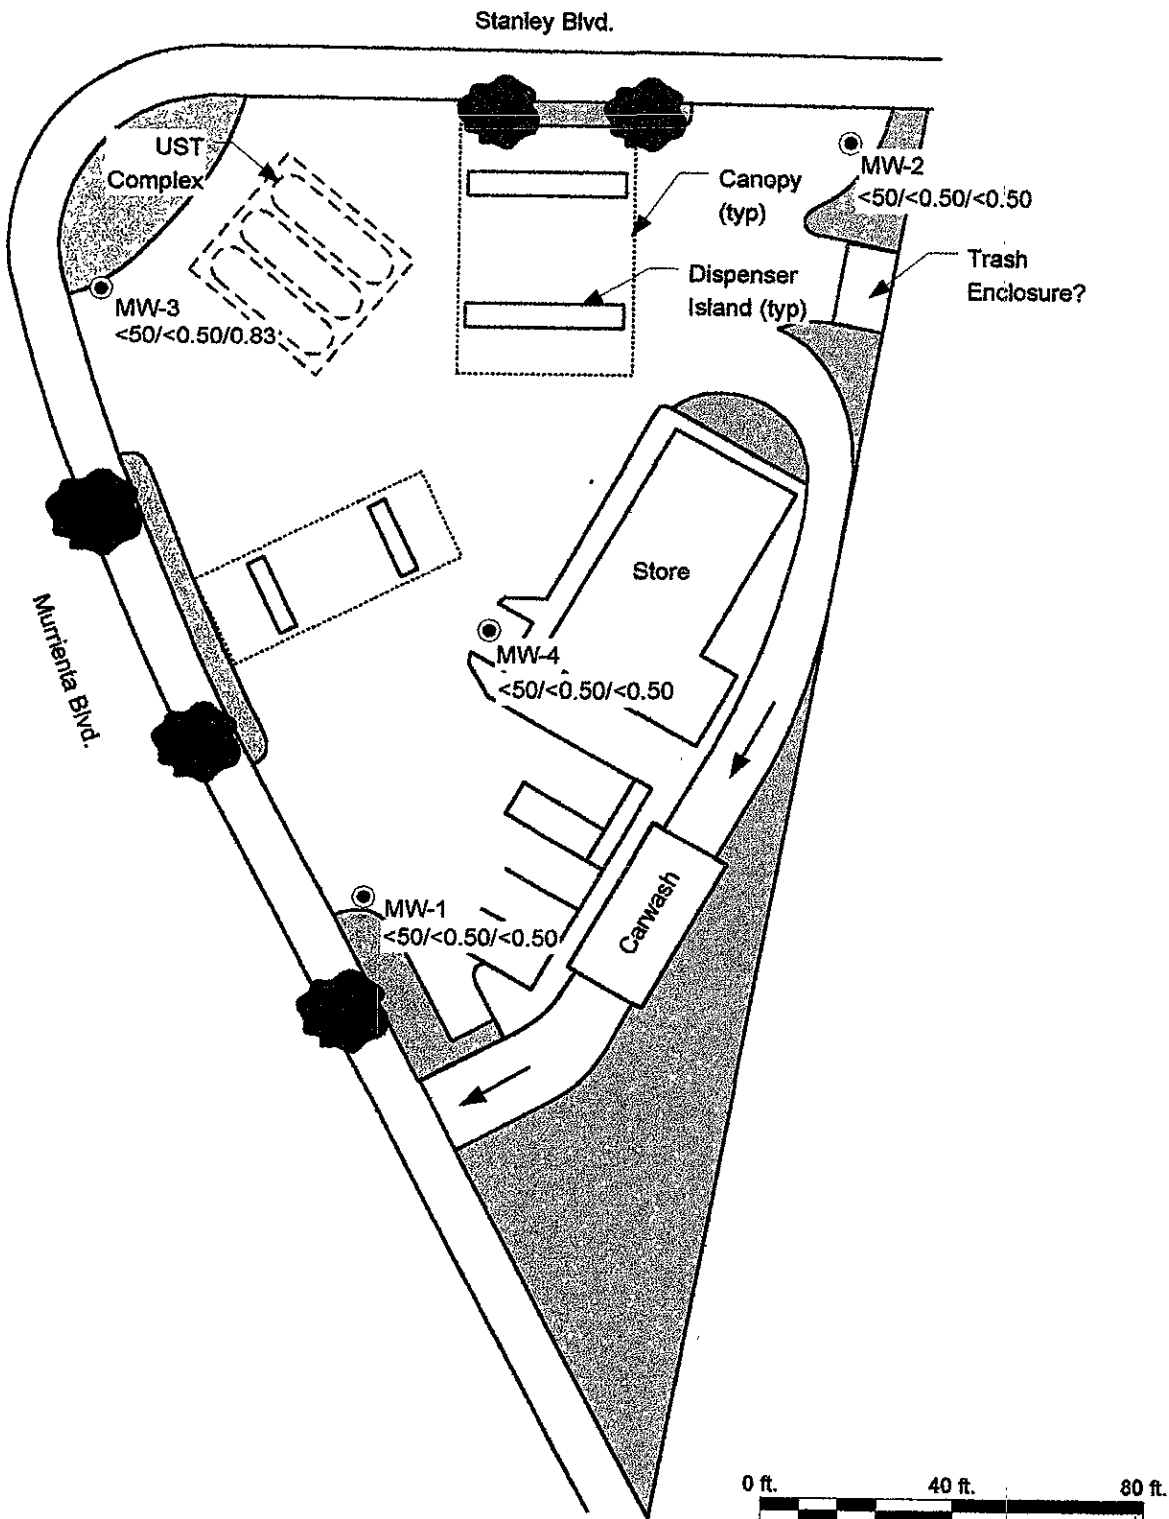 Stanley Blvd.
UST
Complex
MW-2
<50/<0.50/<0.50
Canopy
(typ)
Trash
Enclosure?
Dispenser
Island (typ)
MW-3
<50/<0.50/0.83
Store
Murrienta Blvd.
MW-4
<50/<0.50/<0.50
Carwash
MW-1
<50/<0.50/<0.50
0 ft.
40 ft.
80 ft.